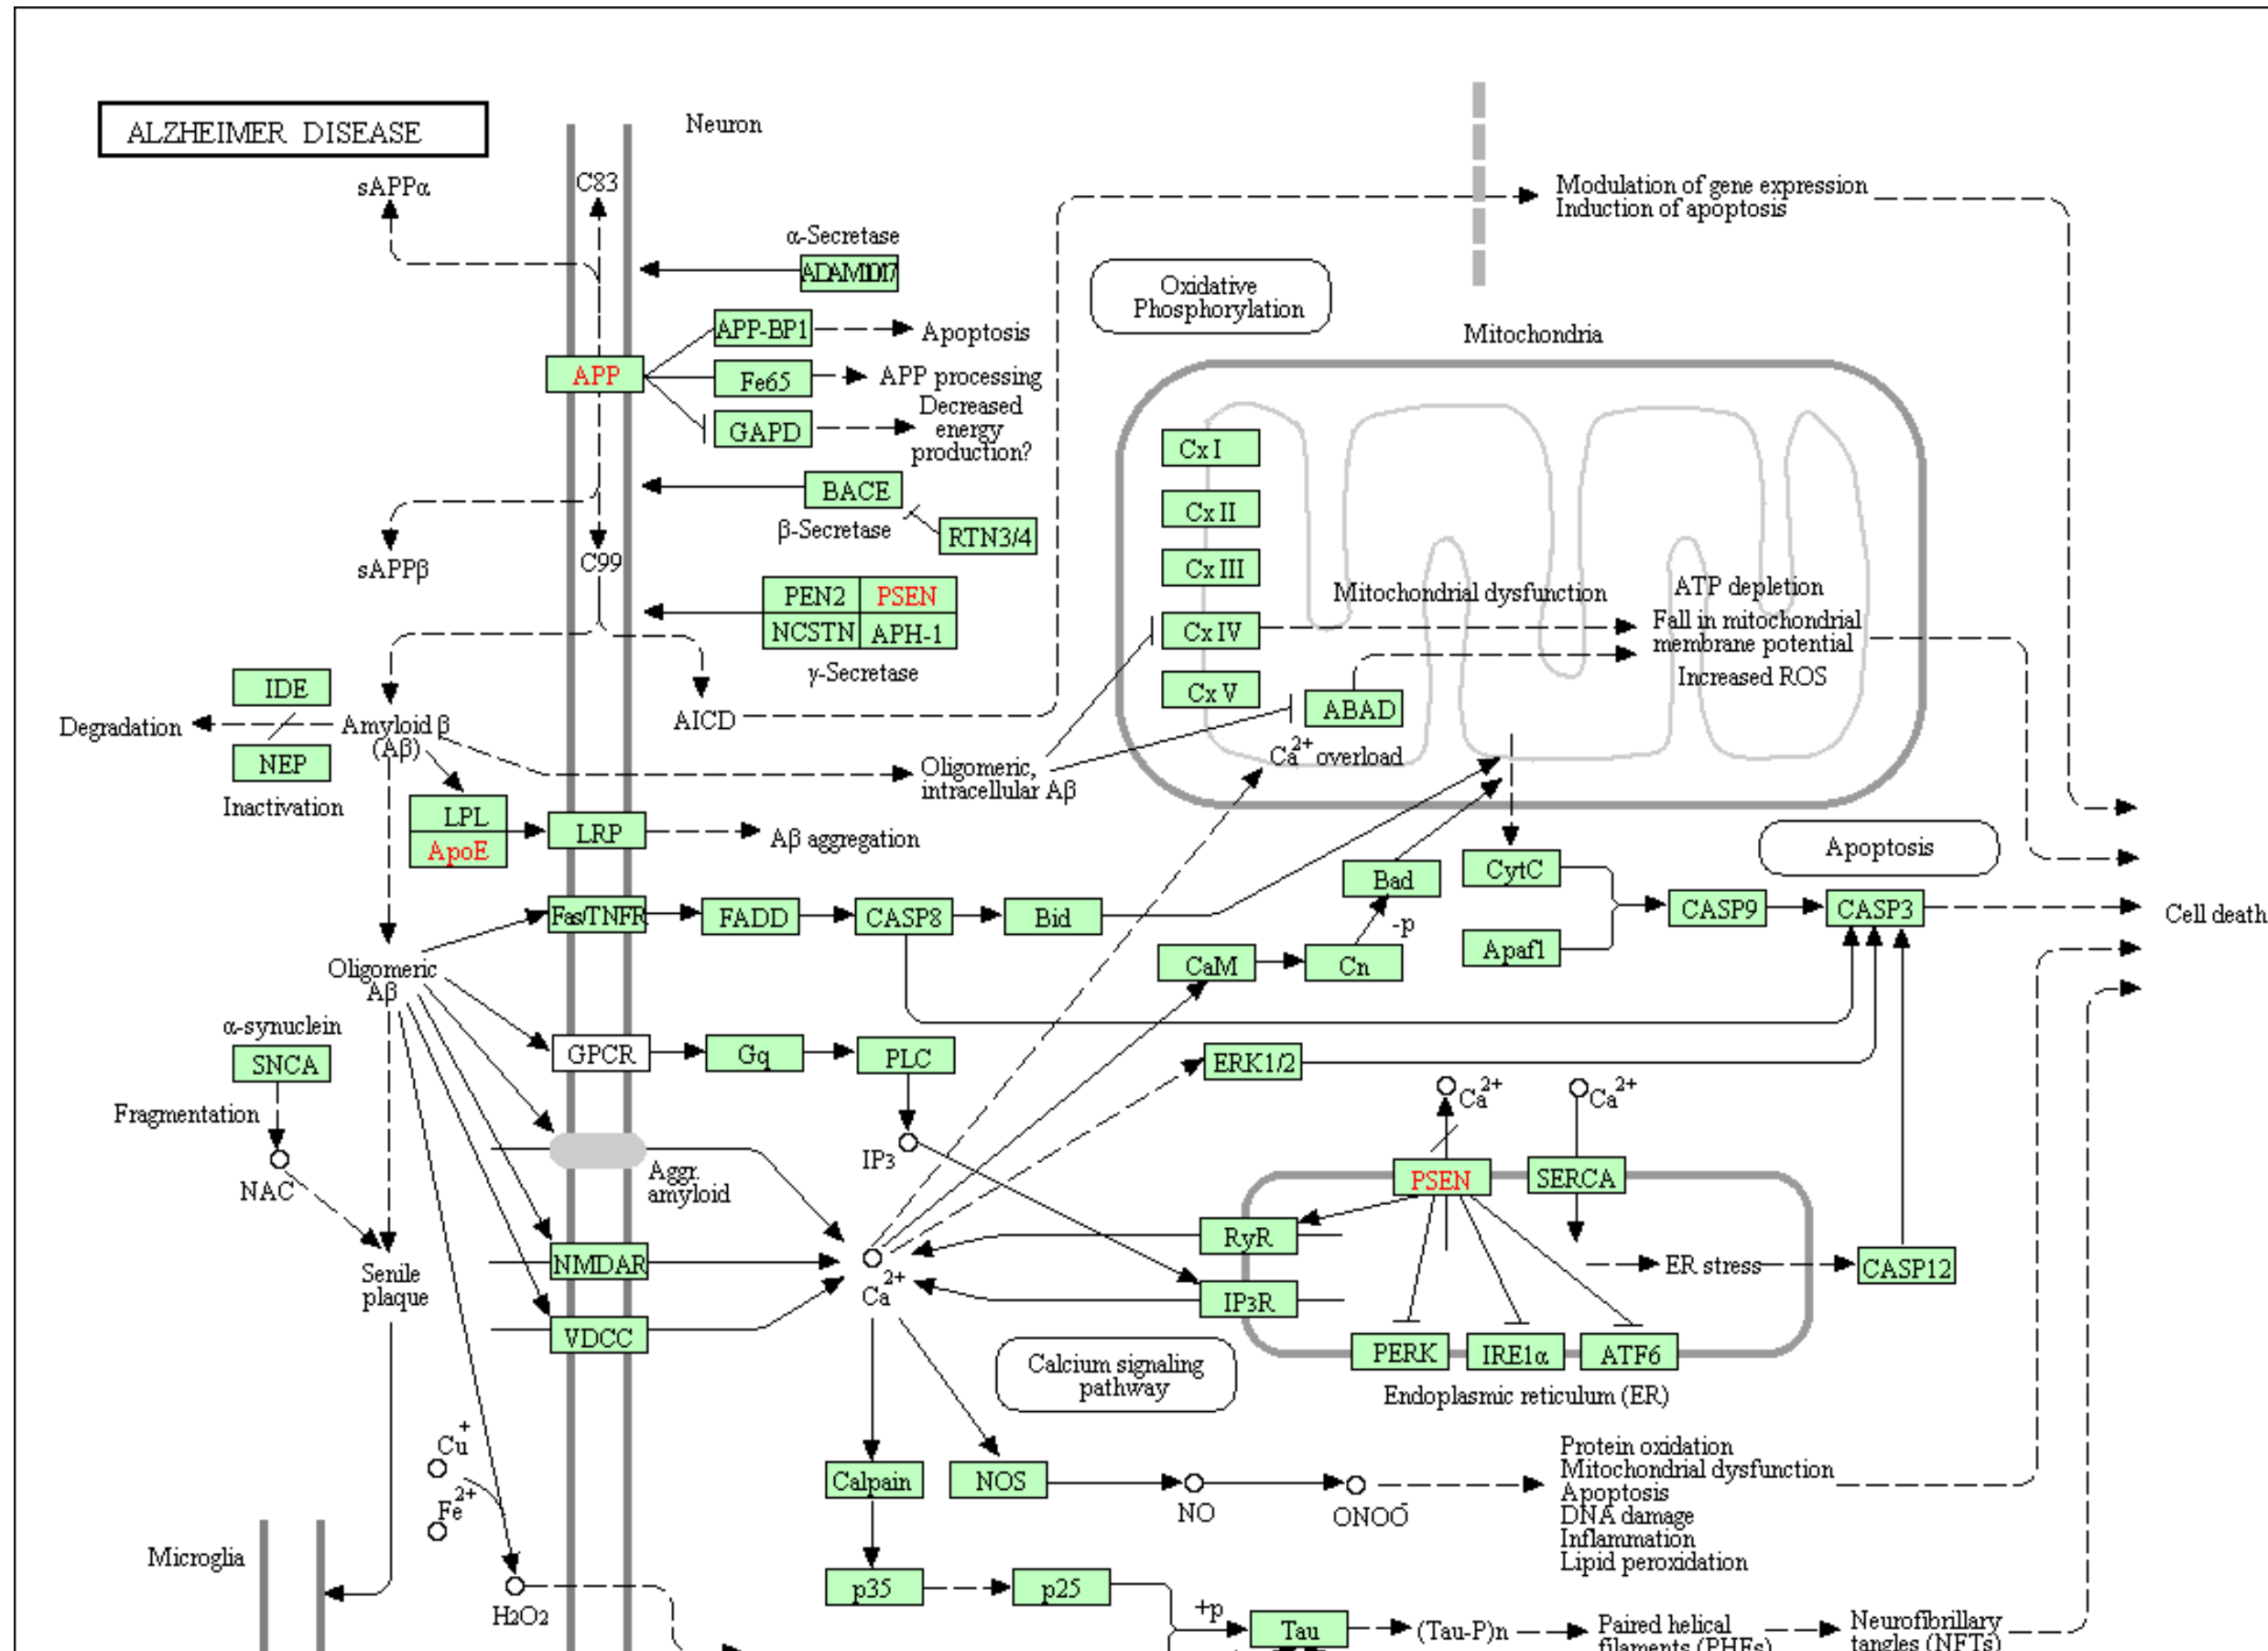 ALZHEIMER DISEASE
Neuron
sAPPα
C83
Modulation of gene expression
Induction of apoptosis
α-Secretase
ADAM10/17
Oxidative
Phosphorylation
APP-BP1
Apoptosis
Mitochondria
APP
Fe65
APP processing
GAPD
Decreased
energy
production?
Cx I
BACE
β-Secretase
RTN3/4
Cx II
sAPPβ
C99
Cx III
PEN2
PSEN
NCSTN
APH-1
γ-Secretase
Mitochondrial dysfunction
ATP depletion
Cx IV
Fall in mitochondrial
membrane potential
Increased ROS
IDE
Cx V
ABAD
Degradation
Amyloid β
(Aβ)
AICD
NEP
Inactivation
Oligomeric,
intracellular Aβ
Ca2+ overload
LPL
ApoE
LRP
Aβ aggregation
Apoptosis
Bad
CytC
Fas/TNFR
FADD
CASP8
Bid
CASP9
CASP3
Cell death
-p
Oligomeric
Aβ
CaM
Cn
Apaf1
α-synuclein
SNCA
GPCR
Gq
PLC
ERK1/2
Ca2+
Ca2+
Fragmentation
IP3
NAC
Aggr.
amyloid
PSEN
SERCA
RyR
NMDAR
ER stress
CASP12
Senile
plaque
Ca2+
IP3R
VDCC
PERK
IRE1α
ATF6
Calcium signaling
pathway
Endoplasmic reticulum (ER)
Cu+
Fe2+
Calpain
NOS
NO
ONOO-
Protein oxidation
Mitochondrial dysfunction
Apoptosis
DNA damage
Inflammation
Lipid peroxidation
Microglia
H2O2
p35
p25
+p
Tau
(Tau-P)n
Paired helical
filaments (PHFs)
Neurofibrillary
tangles (NFTs)